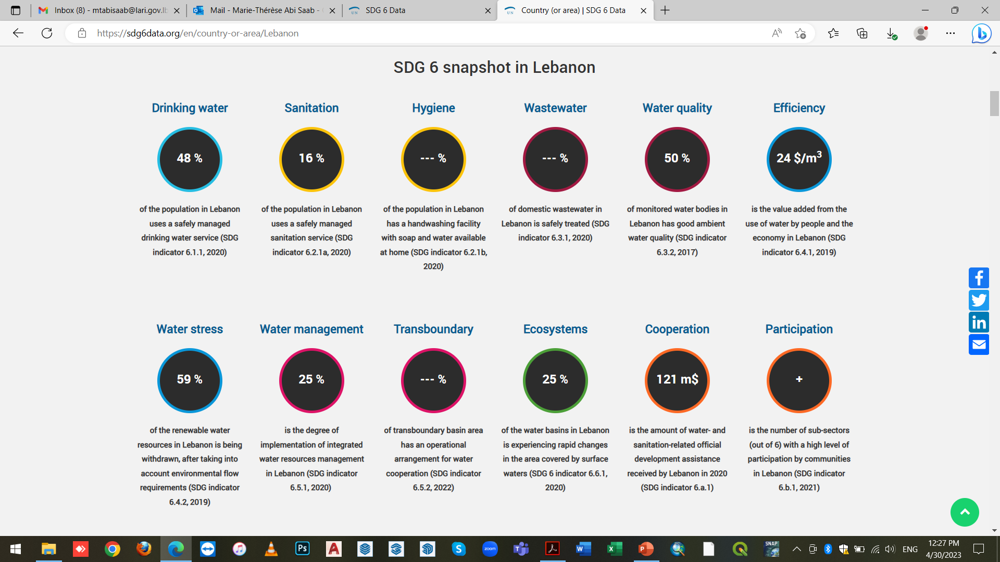 Inbox (8) - mtabisaab@lari.gov.lb
Mail - Marie-Thérèse Abi Saab -
UN
SDG 6 Data
UN
Country (or area) | SDG 6 Data
https://sdg6data.org/en/country-or-area/Lebanon
SDG 6 snapshot in Lebanon
Drinking water
48 %
of the population in Lebanon
uses a safely managed
drinking water service (SDG
indicator 6.1.1, 2020)
Sanitation
16 %
of the population in Lebanon
uses a safely managed
sanitation service (SDG
indicator 6.2.1a, 2020)
Hygiene
--- %
of the population in Lebanon
has a handwashing facility
with soap and water available
at home (SDG indicator 6.2.1b,
2020)
Wastewater
--- %
of domestic wastewater in
Lebanon is safely treated (SDG
indicator 6.3.1, 2020)
Water quality
50 %
of monitored water bodies in
Lebanon has good ambient
water quality (SDG indicator
6.3.2, 2017)
Efficiency
24 $/m³
is the value added from the
use of water by people and the
economy in Lebanon (SDG
indicator 6.4.1, 2019)
Water stress
59 %
of the renewable water
resources in Lebanon is being
withdrawn, after taking into
account environmental flow
requirements (SDG indicator
6.4.2, 2019)
Water management
25 %
is the degree of
implementation of integrated
water resources management
in Lebanon (SDG indicator
6.5.1, 2020)
Transboundary
--- %
of transboundary basin area
has an operational
arrangement for water
cooperation (SDG indicator
6.5.2, 2022)
Ecosystems
25 %
of the water basins in Lebanon
is experiencing rapid changes
in the area covered by surface
waters (SDG 6 indicator 6.6.1,
2020)
Cooperation
121 m$
is the amount of water- and
sanitation-related official
development assistance
received by Lebanon in 2020
(SDG indicator 6.a.1)
Participation
+
is the number of sub-sectors
(out of 6) with a high level of
participation by communities
in Lebanon (SDG indicator
6.b.1, 2021)
Ps
zoom
SNAP
ENG
12:27 PM
4/30/2023